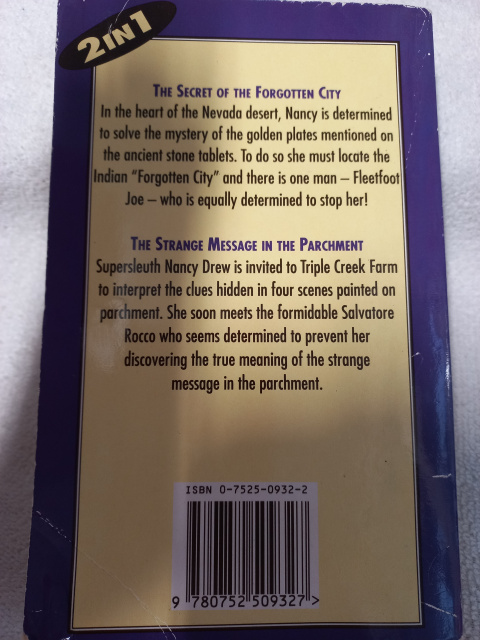 2 IN 1
THE SECRET OF THE FORGOTTEN CITY
In the heart of the Nevada desert, Nancy is determined
to solve the mystery of the golden plates mentioned on
the ancient stone tablets. To do so she must locate the
Indian “Forgotten City” and there is one man – Fleetfoot
Joe – who is equally determined to stop her!
THE STRANGE MESSAGE IN THE PARCHMENT
Supersleuth Nancy Drew is invited to Triple Creek Farm
to interpret the clues hidden in four scenes painted on
parchment. She soon meets the formidable Salvatore
Rocco who seems determined to prevent her
discovering the true meaning of the strange
message in the parchment.
ISBN 0-7525-0932-2
9 780752 509327 >